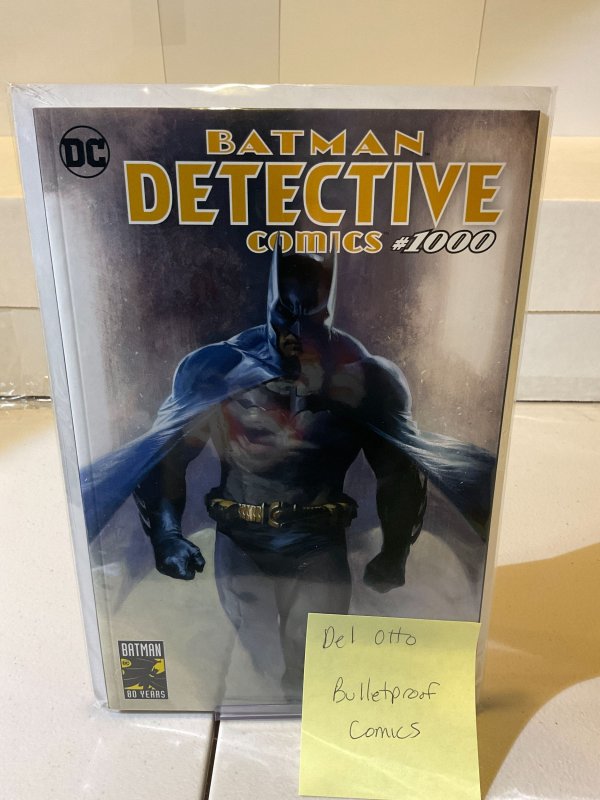 DC
BATMAN
DETECTIVE
COMICS #1000
BATMAN
80 YEARS
Del Otto
Bulletproof
Comics